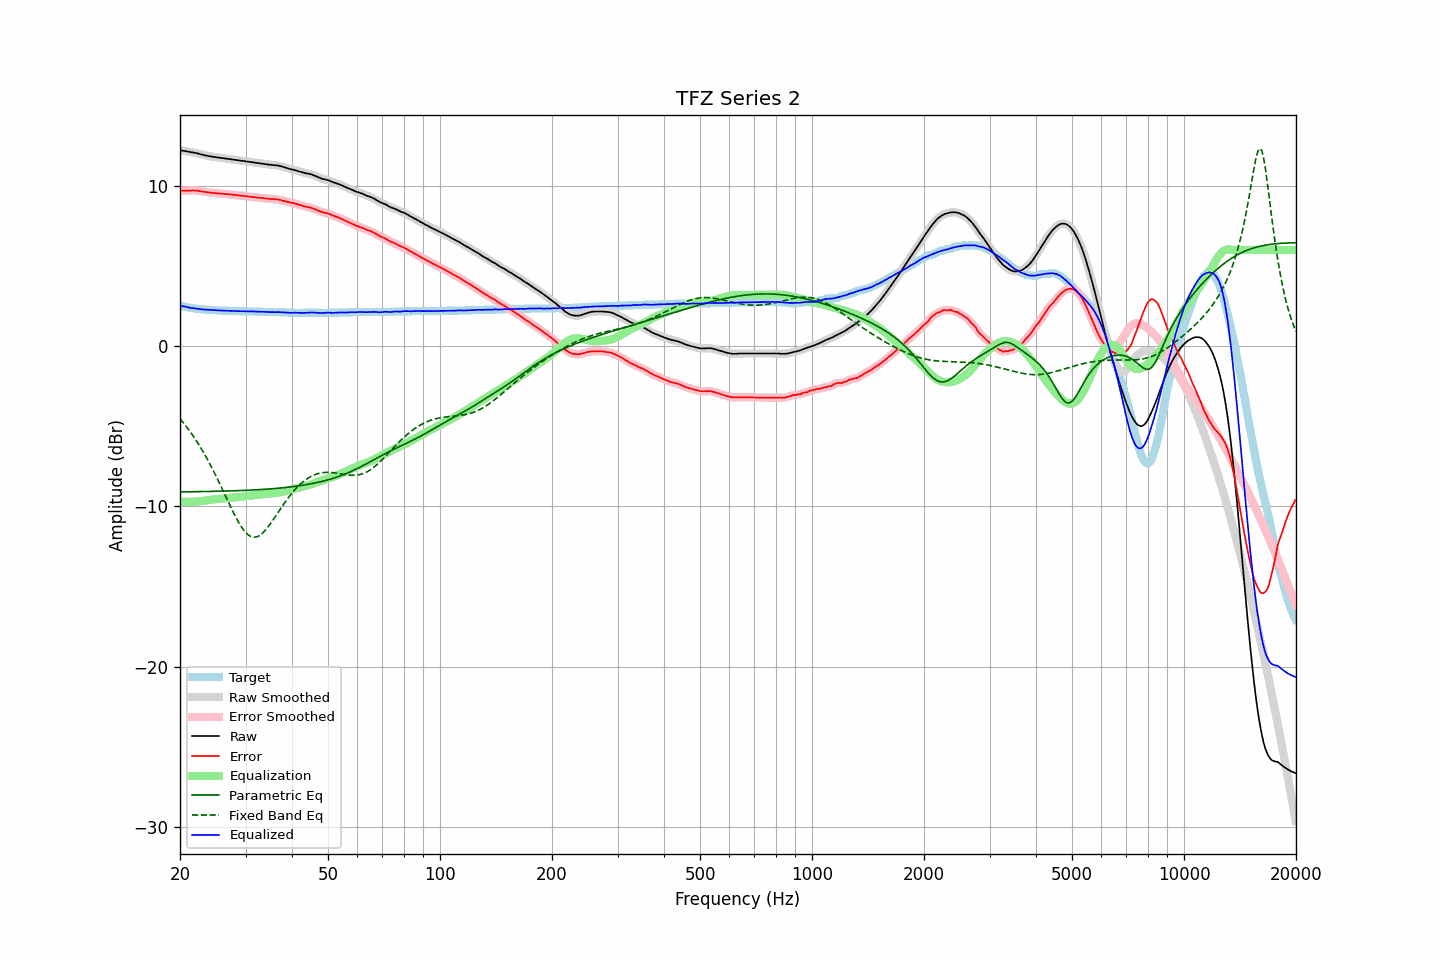 TFZ Series 2
Amplitude (dBr)
10
0
−10
−20
−30
Target
Raw Smoothed
Error Smoothed
Raw
Error
Equalization
Parametric Eq
Fixed Band Eq
Equalized
20 50 100 200 500 1000 2000 5000 10000 20000
Frequency (Hz)